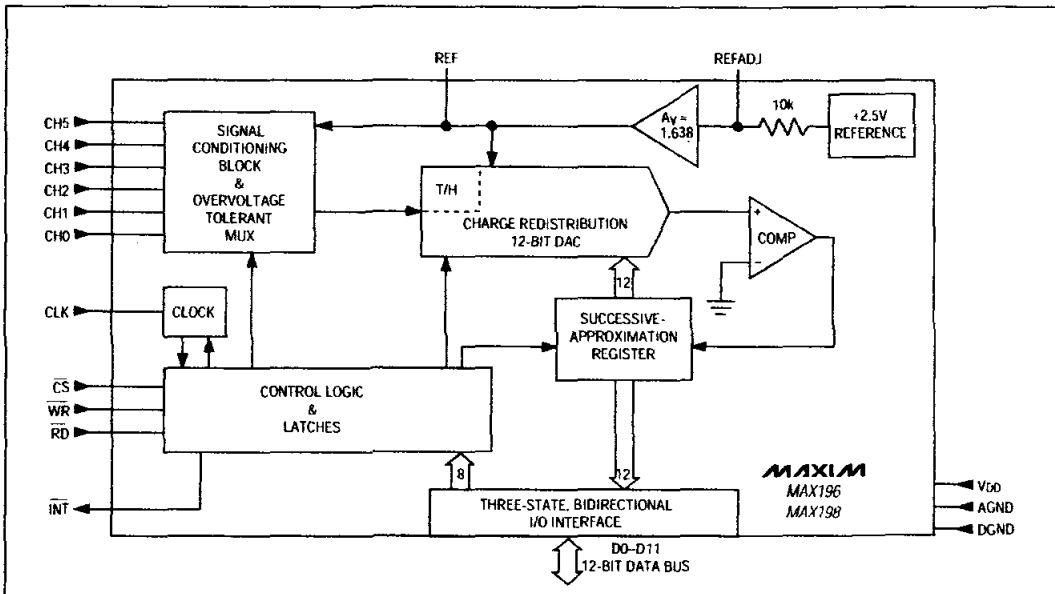 REF
REFADJ
CH5
CH4
CH3
CH2
CH1
CH0
SIGNAL
CONDITIONING
BLOCK
&
OVERVOLTAGE
TOLERANT
MUX
AV =
1.638
10k
+2.5V
REFERENCE
T/H
CHARGE REDISTRIBUTION
12-BIT DAC
+
COMP
−
12
CLK
CLOCK
SUCCESSIVE-
APPROXIMATION
REGISTER
CS
WR
RD
CONTROL LOGIC
&
LATCHES
INT
8
12
MAXIM
MAX196
MAX198
THREE-STATE, BIDIRECTIONAL
I/O INTERFACE
VDD
AGND
DGND
D0–D11
12-BIT DATA BUS